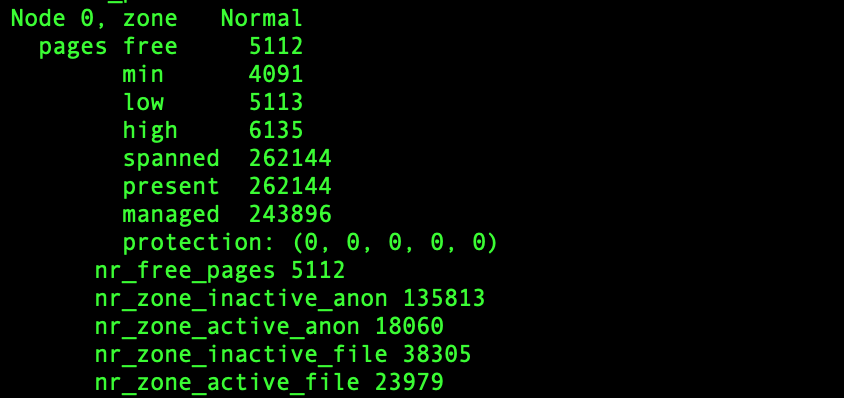 Node 0, zone   Normal
  pages free     5112
        min      4091
        low      5113
        high     6135
        spanned  262144
        present  262144
        managed  243896
        protection: (0, 0, 0, 0, 0)
      nr_free_pages 5112
      nr_zone_inactive_anon 135813
      nr_zone_active_anon 18060
      nr_zone_inactive_file 38305
      nr_zone_active_file 23979